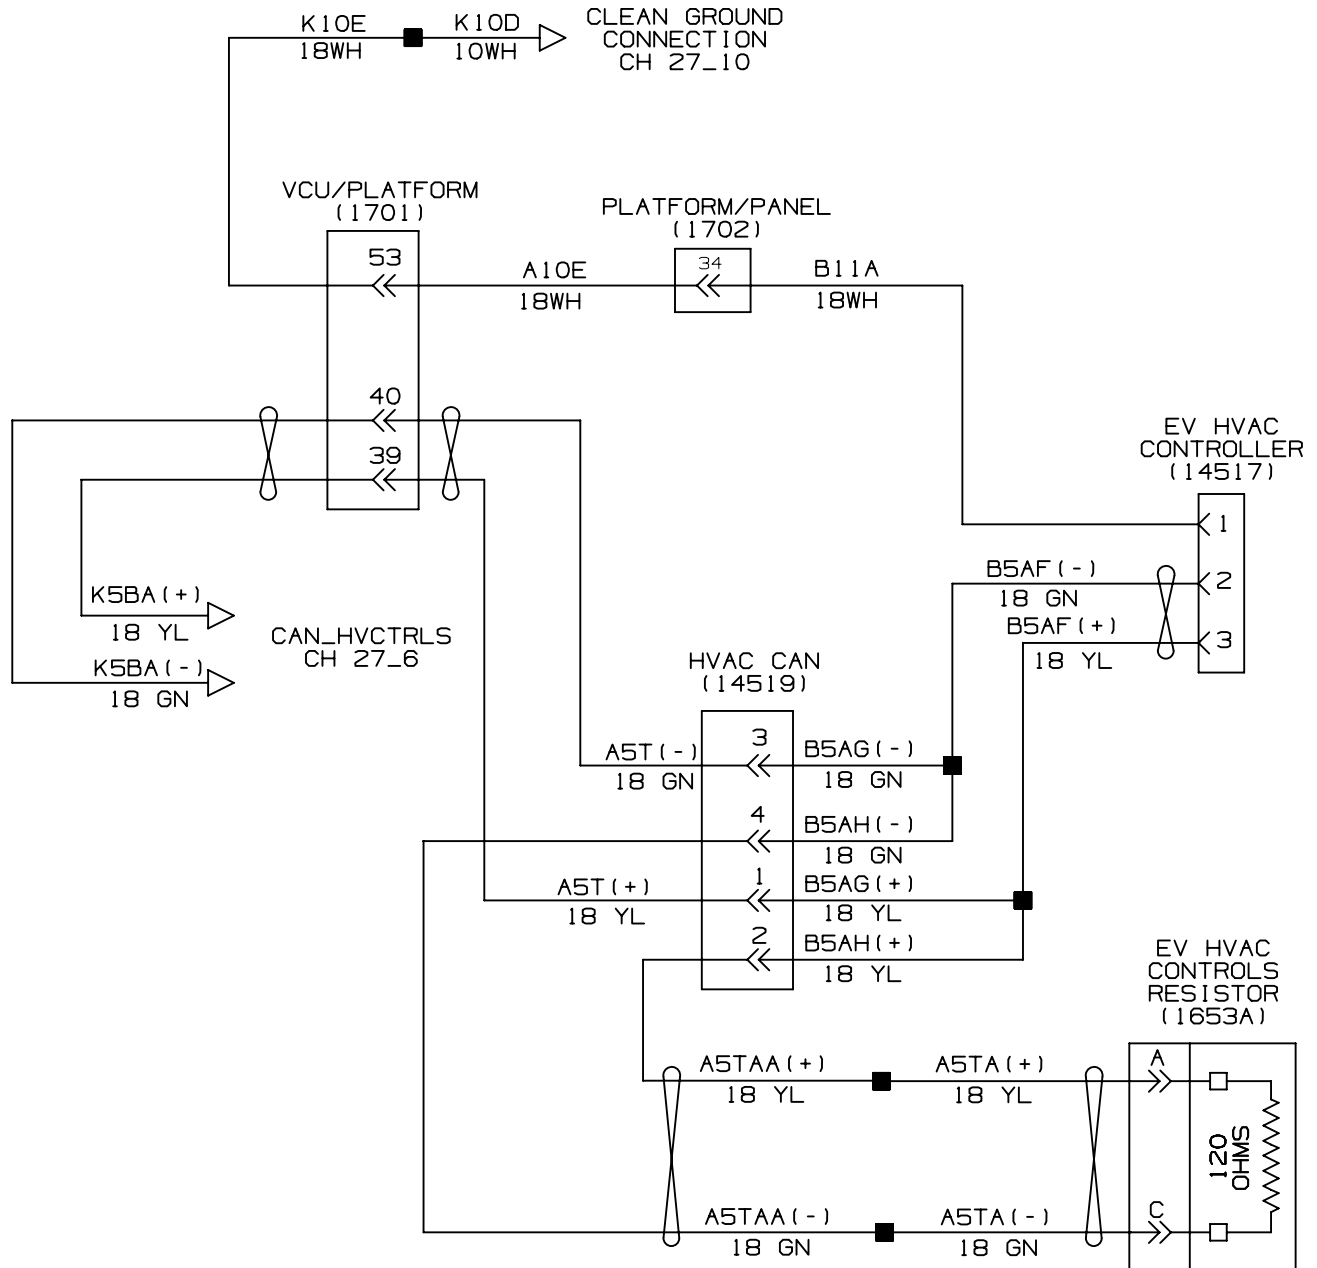 K10E
18WH
K10D
10WH
CLEAN GROUND
CONNECTION
CH 27_10
VCU/PLATFORM
(1701)
53
40
39
A10E
18WH
PLATFORM/PANEL
(1702)
34
B11A
18WH
EV HVAC
CONTROLLER
(14517)
1
2
3
B5AF(-)
18 GN
B5AF(+)
18 YL
K5BA(+)
18 YL
K5BA(-)
18 GN
CAN_HVCTRLS
CH 27_6
HVAC CAN
(14519)
3
4
1
2
A5T(-)
18 GN
A5T(+)
18 YL
B5AG(-)
18 GN
B5AH(-)
18 GN
B5AG(+)
18 YL
B5AH(+)
18 YL
EV HVAC
CONTROLS
RESISTOR
(1653A)
A
C
120
OHMS
A5TAA(+)
18 YL
A5TA(+)
18 YL
A5TAA(-)
18 GN
A5TA(-)
18 GN